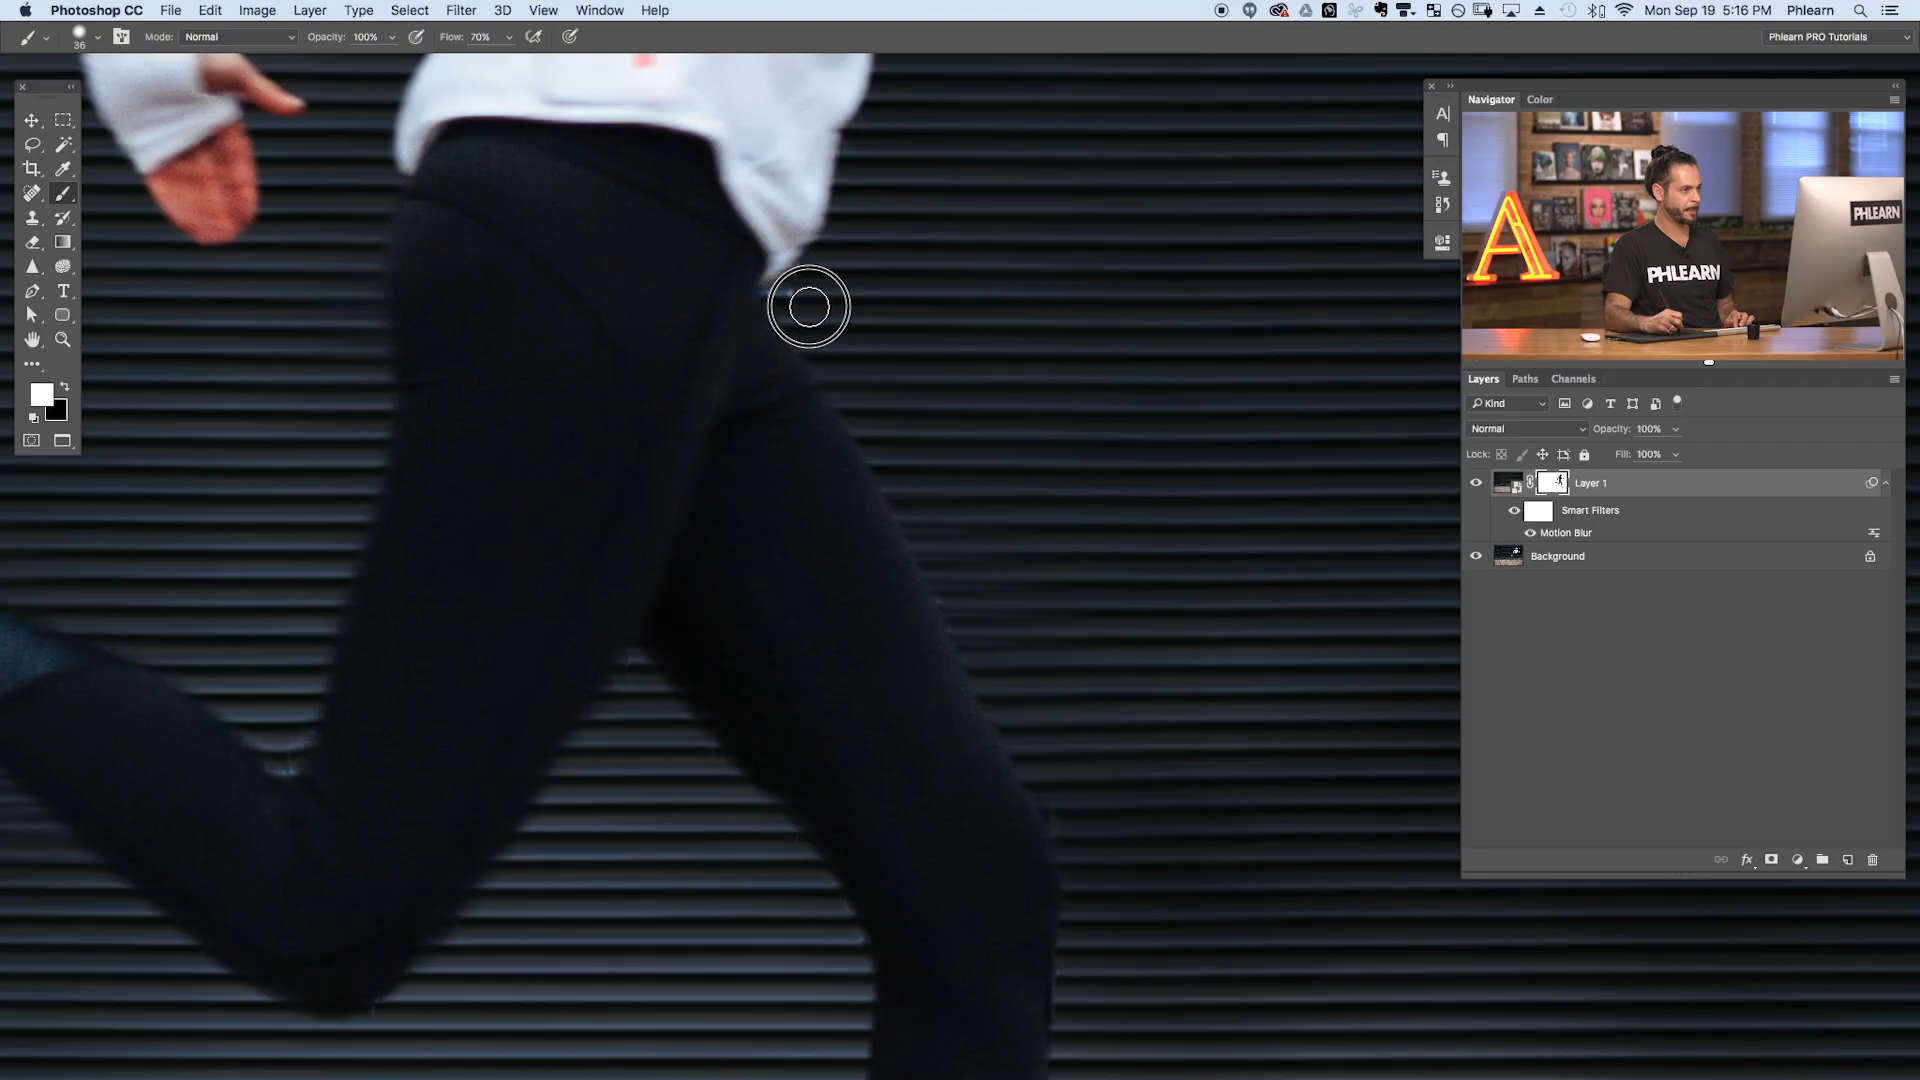 Photoshop CC File Edit Image Layer Type Select Filter 3D View Window Help Mon Sep 19 5:16 PM Phlearn
36 Mode: Normal Opacity: 100% Flow: 70% Phlearn PRO Tutorials
Navigator Color
PHLEARN
PHLEARN
A
Layers Paths Channels
Kind
Normal Opacity: 100%
Lock: Fill: 100%
Layer 1
Smart Filters
Motion Blur
Background
fx